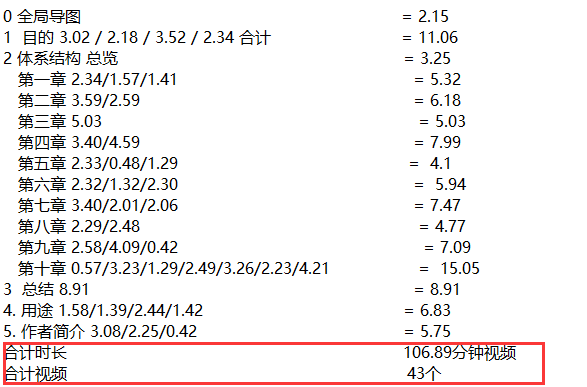 0 全局导图 = 2.15
1 目的 3.02 / 2.18 / 3.52 / 2.34 合计 = 11.06
2 体系结构 总览 = 3.25
第一章 2.34/1.57/1.41 = 5.32
第二章 3.59/2.59 = 6.18
第三章 5.03 = 5.03
第四章 3.40/4.59 = 7.99
第五章 2.33/0.48/1.29 = 4.1
第六章 2.32/1.32/2.30 = 5.94
第七章 3.40/2.01/2.06 = 7.47
第八章 2.29/2.48 = 4.77
第九章 2.58/4.09/0.42 = 7.09
第十章 0.57/3.23/1.29/2.49/3.26/2.23/4.21 = 15.05
3 总结 8.91 = 8.91
4. 用途 1.58/1.39/2.44/1.42 = 6.83
5. 作者简介 3.08/2.25/0.42 = 5.75
合计时长 106.89分钟视频
合计视频 43个